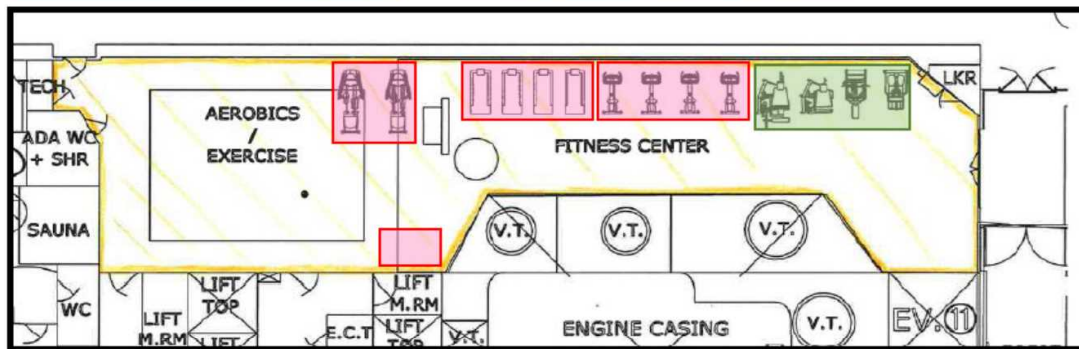 TECH
ADA WC
+ SHR
SAUNA
WC
AEROBICS
/
EXERCISE
FITNESS CENTER
LKR
V.T.
V.T.
V.T.
LIFT
TOP
LIFT
M.RM
LIFT
M.RM
LIFT
E.C.T
LIFT
TOP
V.T.
ENGINE CASING
V.T.
EV. 11